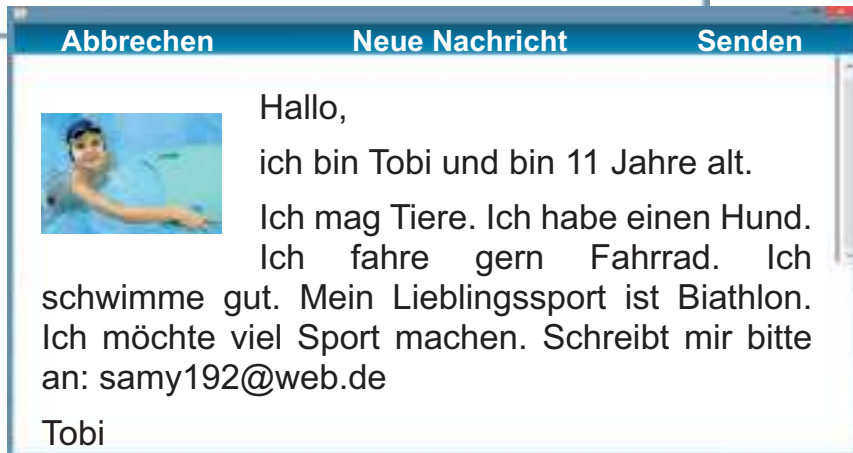 Abbrechen Neue Nachricht Senden
Hallo,
ich bin Tobi und bin 11 Jahre alt.
Ich mag Tiere. Ich habe einen Hund.
Ich fahre gern Fahrrad. Ich
schwimme gut. Mein Lieblingssport ist Biathlon.
Ich möchte viel Sport machen. Schreibt mir bitte
an: samy192@web.de
Tobi